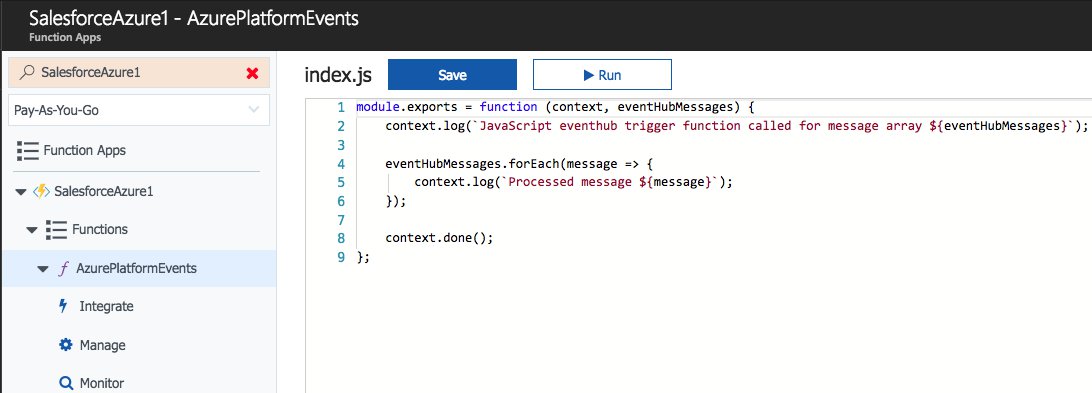 SalesforceAzure1 - AzurePlatformEvents
Function Apps
SalesforceAzure1
Pay-As-You-Go
Function Apps
SalesforceAzure1
Functions
AzurePlatformEvents
Integrate
Manage
Monitor
index.js Save Run
1 module.exports = function (context, eventHubMessages) {
2     context.log(`JavaScript eventhub trigger function called for message array ${eventHubMessages}`);
3
4     eventHubMessages.forEach(message => {
5         context.log(`Processed message ${message}`);
6     });
7
8     context.done();
9 };